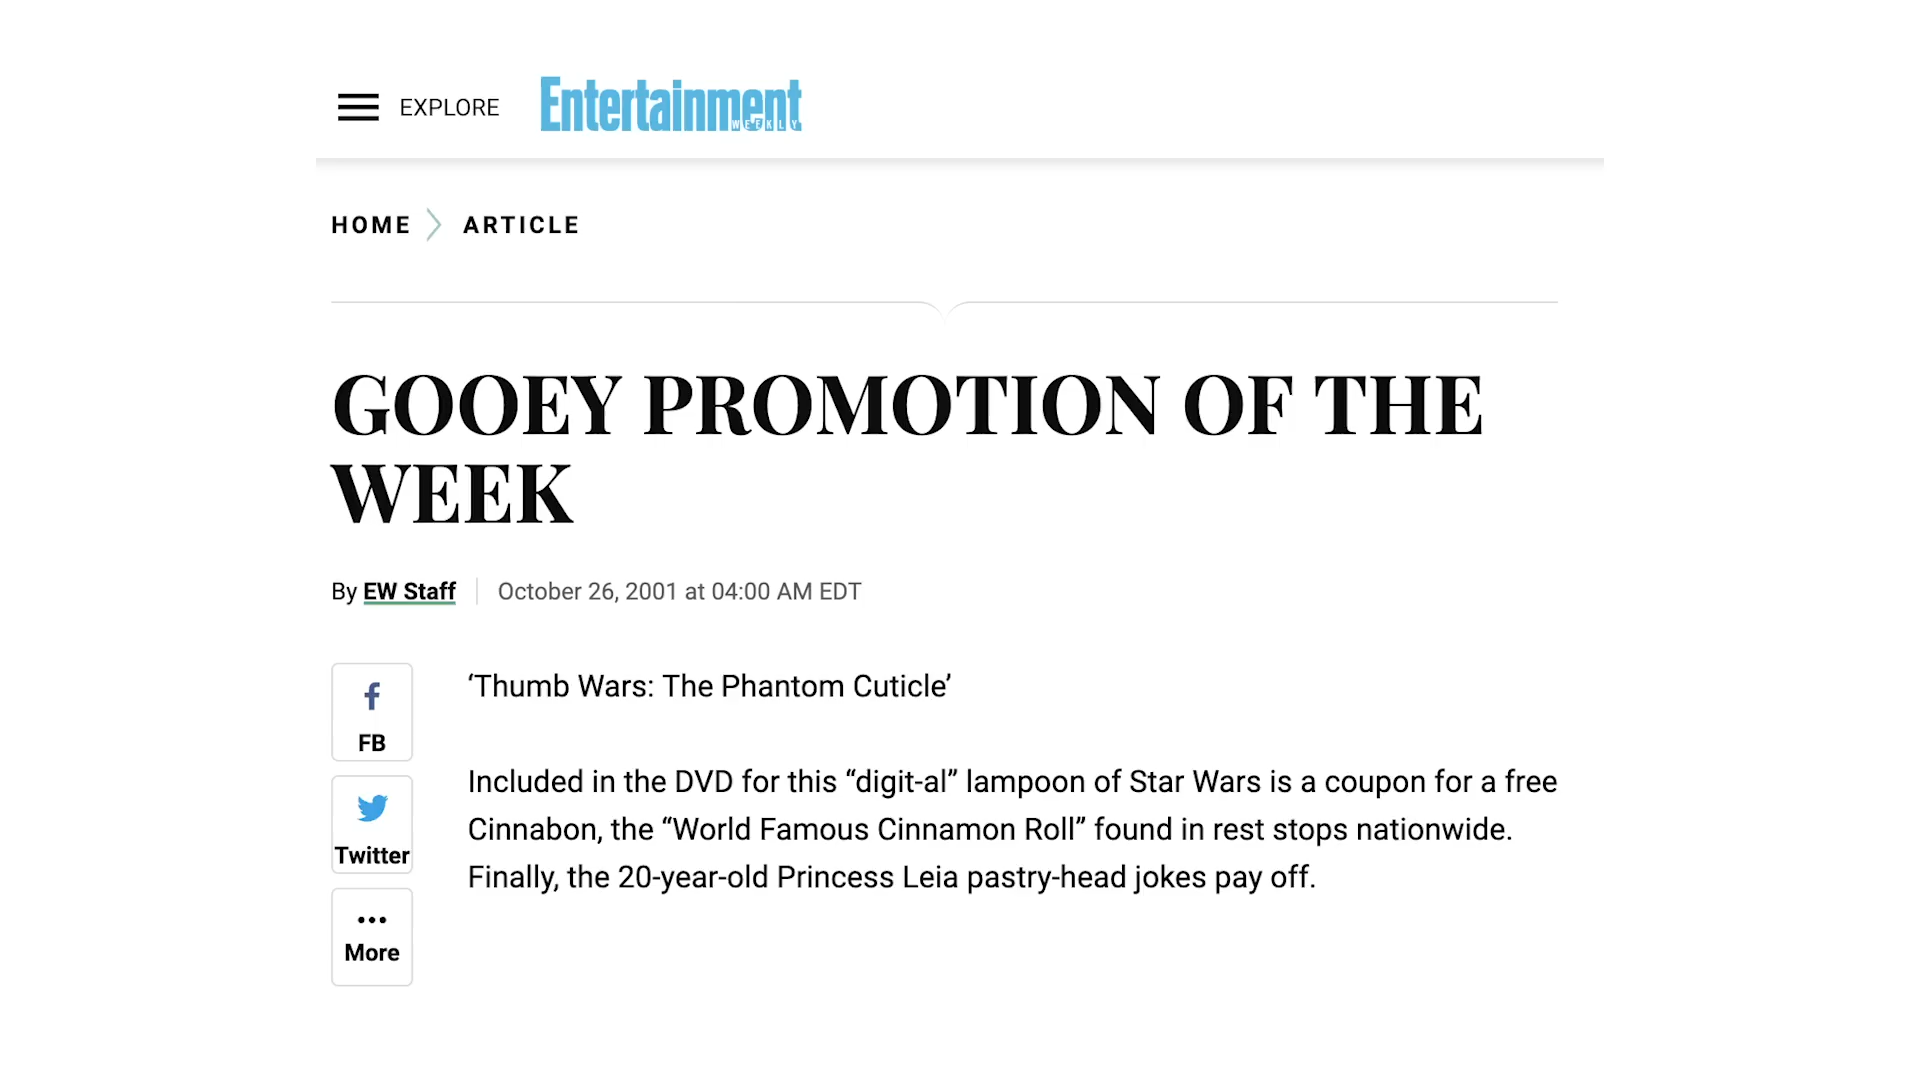 EXPLORE
Entertainment
WEEKLY
HOME
ARTICLE
GOOEY PROMOTION OF THE
WEEK
By EW Staff
October 26, 2001 at 04:00 AM EDT
FB
Twitter
More
‘Thumb Wars: The Phantom Cuticle’
Included in the DVD for this “digit-al” lampoon of Star Wars is a coupon for a free
Cinnabon, the “World Famous Cinnamon Roll” found in rest stops nationwide.
Finally, the 20-year-old Princess Leia pastry-head jokes pay off.